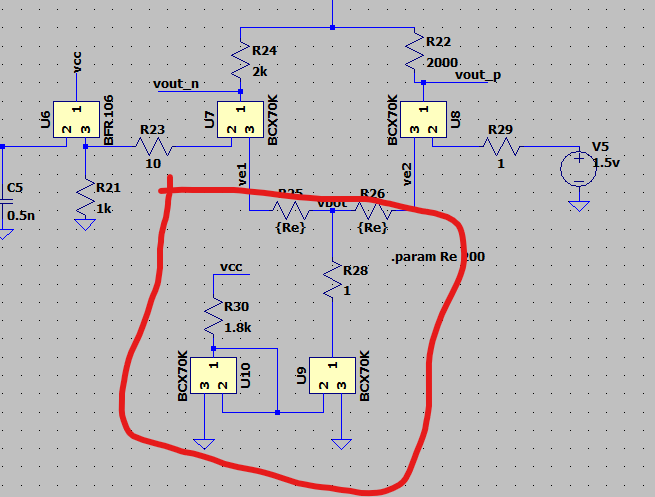 R24
2k
R22
2000
vcc
vout_n
vout_p
U6
1
2 3
BFR106
U7
1
2 3
BCX70K
BCX70K
1
3 2
U8
R23
10
R29
1
V5
1.5v
C5
0.5n
R21
1k
ve1
ve2
R25
{Re}
vbot
R26
{Re}
.param Re 200
vcc
R28
1
R30
1.8k
BCX70K
1
3 2
U10
U9
1
2 3
BCX70K